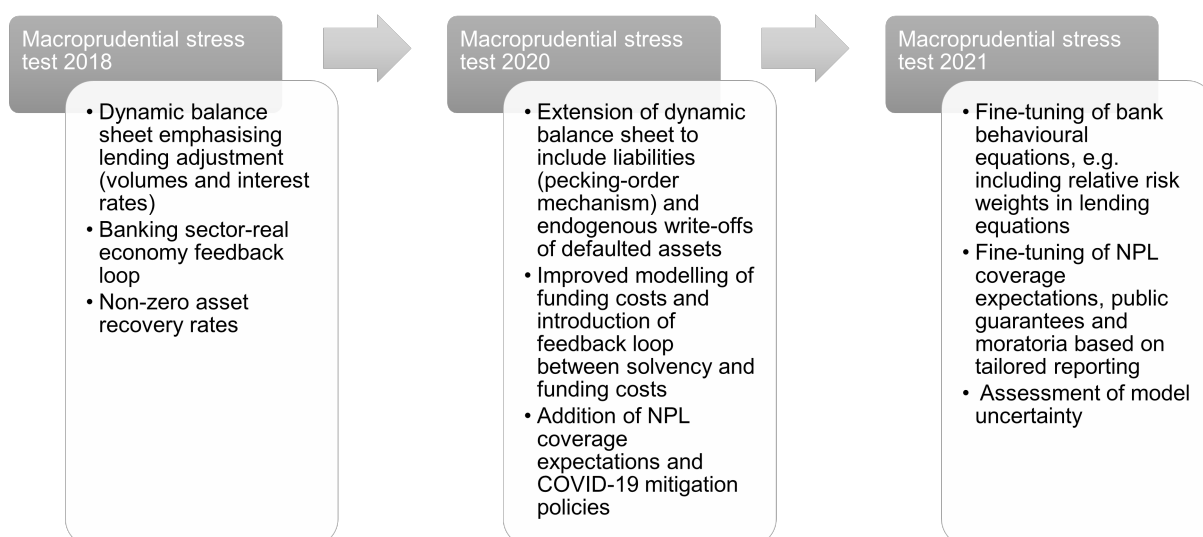 Macroprudential stress
test 2018
• Dynamic balance
sheet emphasising
lending adjustment
(volumes and interest
rates)
• Banking sector-real
economy feedback
loop
• Non-zero asset
recovery rates
Macroprudential stress
test 2020
• Extension of dynamic
balance sheet to
include liabilities
(pecking-order
mechanism) and
endogenous write-offs
of defaulted assets
• Improved modelling of
funding costs and
introduction of
feedback loop
between solvency and
funding costs
• Addition of NPL
coverage
expectations and
COVID-19 mitigation
policies
Macroprudential stress
test 2021
• Fine-tuning of bank
behavioural
equations, e.g.
including relative risk
weights in lending
equations
• Fine-tuning of NPL
coverage
expectations, public
guarantees and
moratoria based on
tailored reporting
• Assessment of model
uncertainty